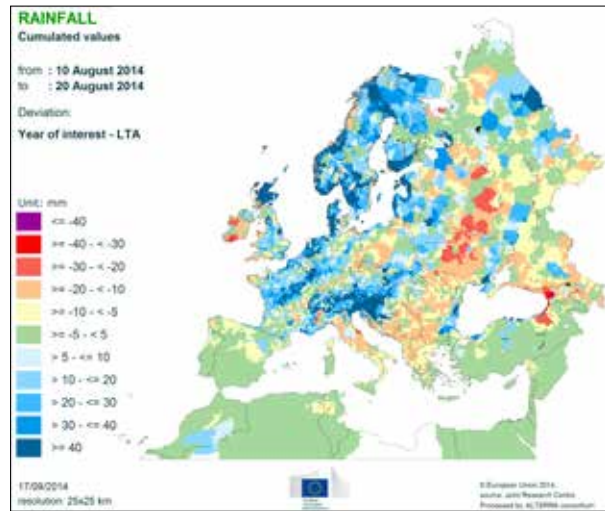 RAINFALL
Cumulated values
from : 10 August 2014
to : 20 August 2014
Deviation:
Year of interest - LTA
Unit: mm
<= -40
>= -40 - < -30
>= -30 - < -20
>= -20 - < -10
>= -10 - < -5
>= -5 - < 5
> 5 - <= 10
> 10 - <= 20
> 20 - <= 30
> 30 - <= 40
>= 40
17/09/2014
resolution: 25x25 km
© European Union 2014
source: Joint Research Centre
Processed by ALTERRA consortium